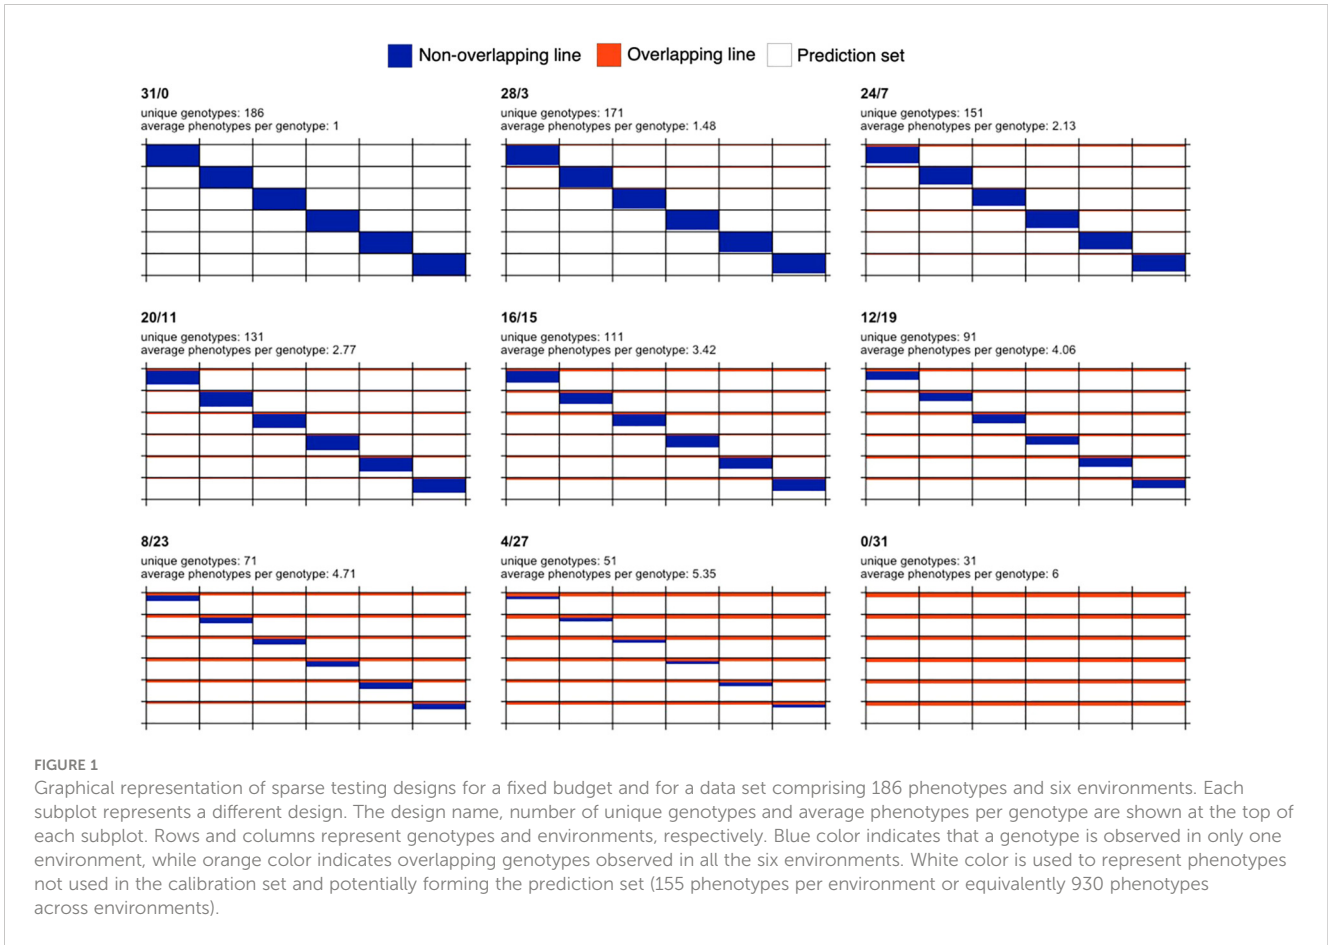 Non-overlapping line Overlapping line Prediction set
31/0
unique genotypes: 186
average phenotypes per genotype: 1
28/3
unique genotypes: 171
average phenotypes per genotype: 1.48
24/7
unique genotypes: 151
average phenotypes per genotype: 2.13
20/11
unique genotypes: 131
average phenotypes per genotype: 2.77
16/15
unique genotypes: 111
average phenotypes per genotype: 3.42
12/19
unique genotypes: 91
average phenotypes per genotype: 4.06
8/23
unique genotypes: 71
average phenotypes per genotype: 4.71
4/27
unique genotypes: 51
average phenotypes per genotype: 5.35
0/31
unique genotypes: 31
average phenotypes per genotype: 6
FIGURE 1
Graphical representation of sparse testing designs for a fixed budget and for a data set comprising 186 phenotypes and six environments. Each
subplot represents a different design. The design name, number of unique genotypes and average phenotypes per genotype are shown at the top of
each subplot. Rows and columns represent genotypes and environments, respectively. Blue color indicates that a genotype is observed in only one
environment, while orange color indicates overlapping genotypes observed in all the six environments. White color is used to represent phenotypes
not used in the calibration set and potentially forming the prediction set (155 phenotypes per environment or equivalently 930 phenotypes
across environments).